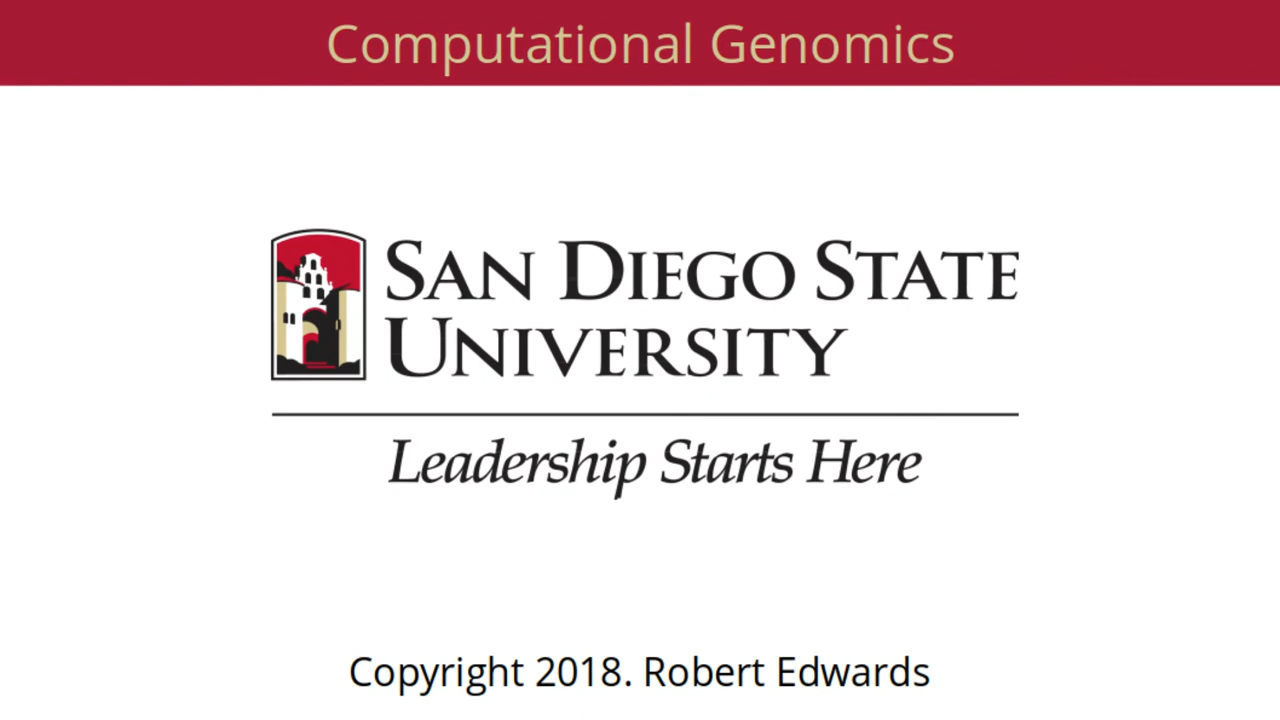 Computational Genomics
San Diego State
University
Leadership Starts Here
Copyright 2018. Robert Edwards